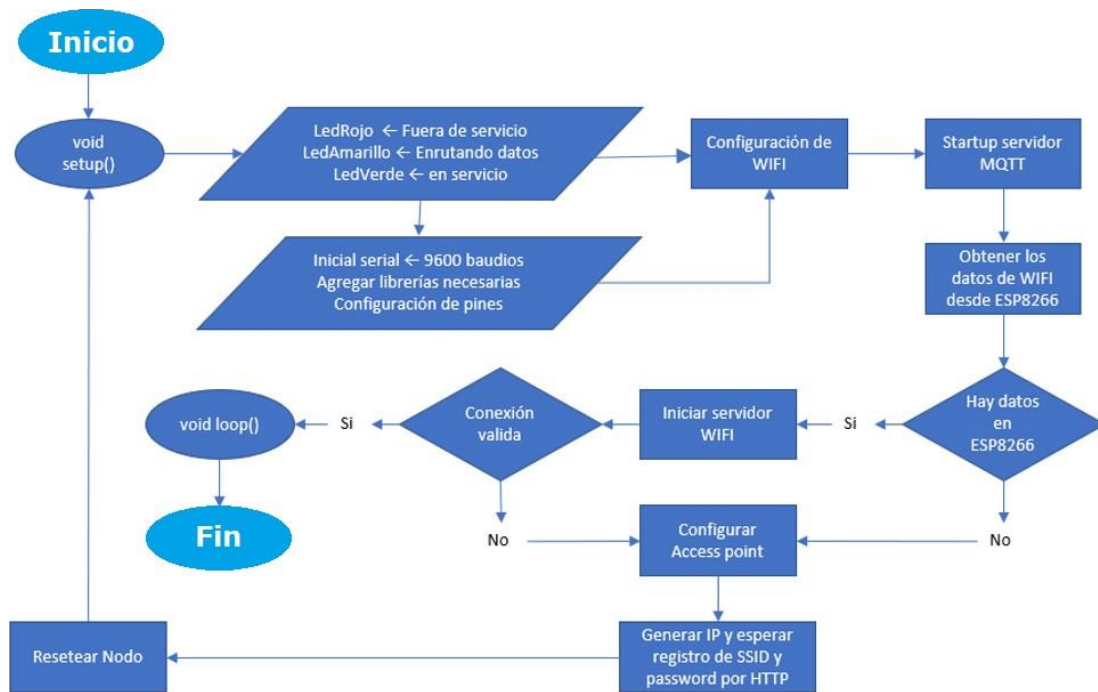 Inicio
void
setup()
LedRojo ← Fuera de servicio
LedAmarillo ← Enrutando datos
LedVerde ← en servicio
Configuración de
WIFI
Startup servidor
MQTT
Inicial serial ← 9600 baudios
Agregar librerías necesarias
Configuración de pines
Obtener los
datos de WIFI
desde ESP8266
Hay datos
en
ESP8266
Si
Iniciar servidor
WIFI
Conexión
valida
Si
void loop()
Fin
No
Configurar
Access point
No
Generar IP y esperar
registro de SSID y
password por HTTP
Resetear Nodo